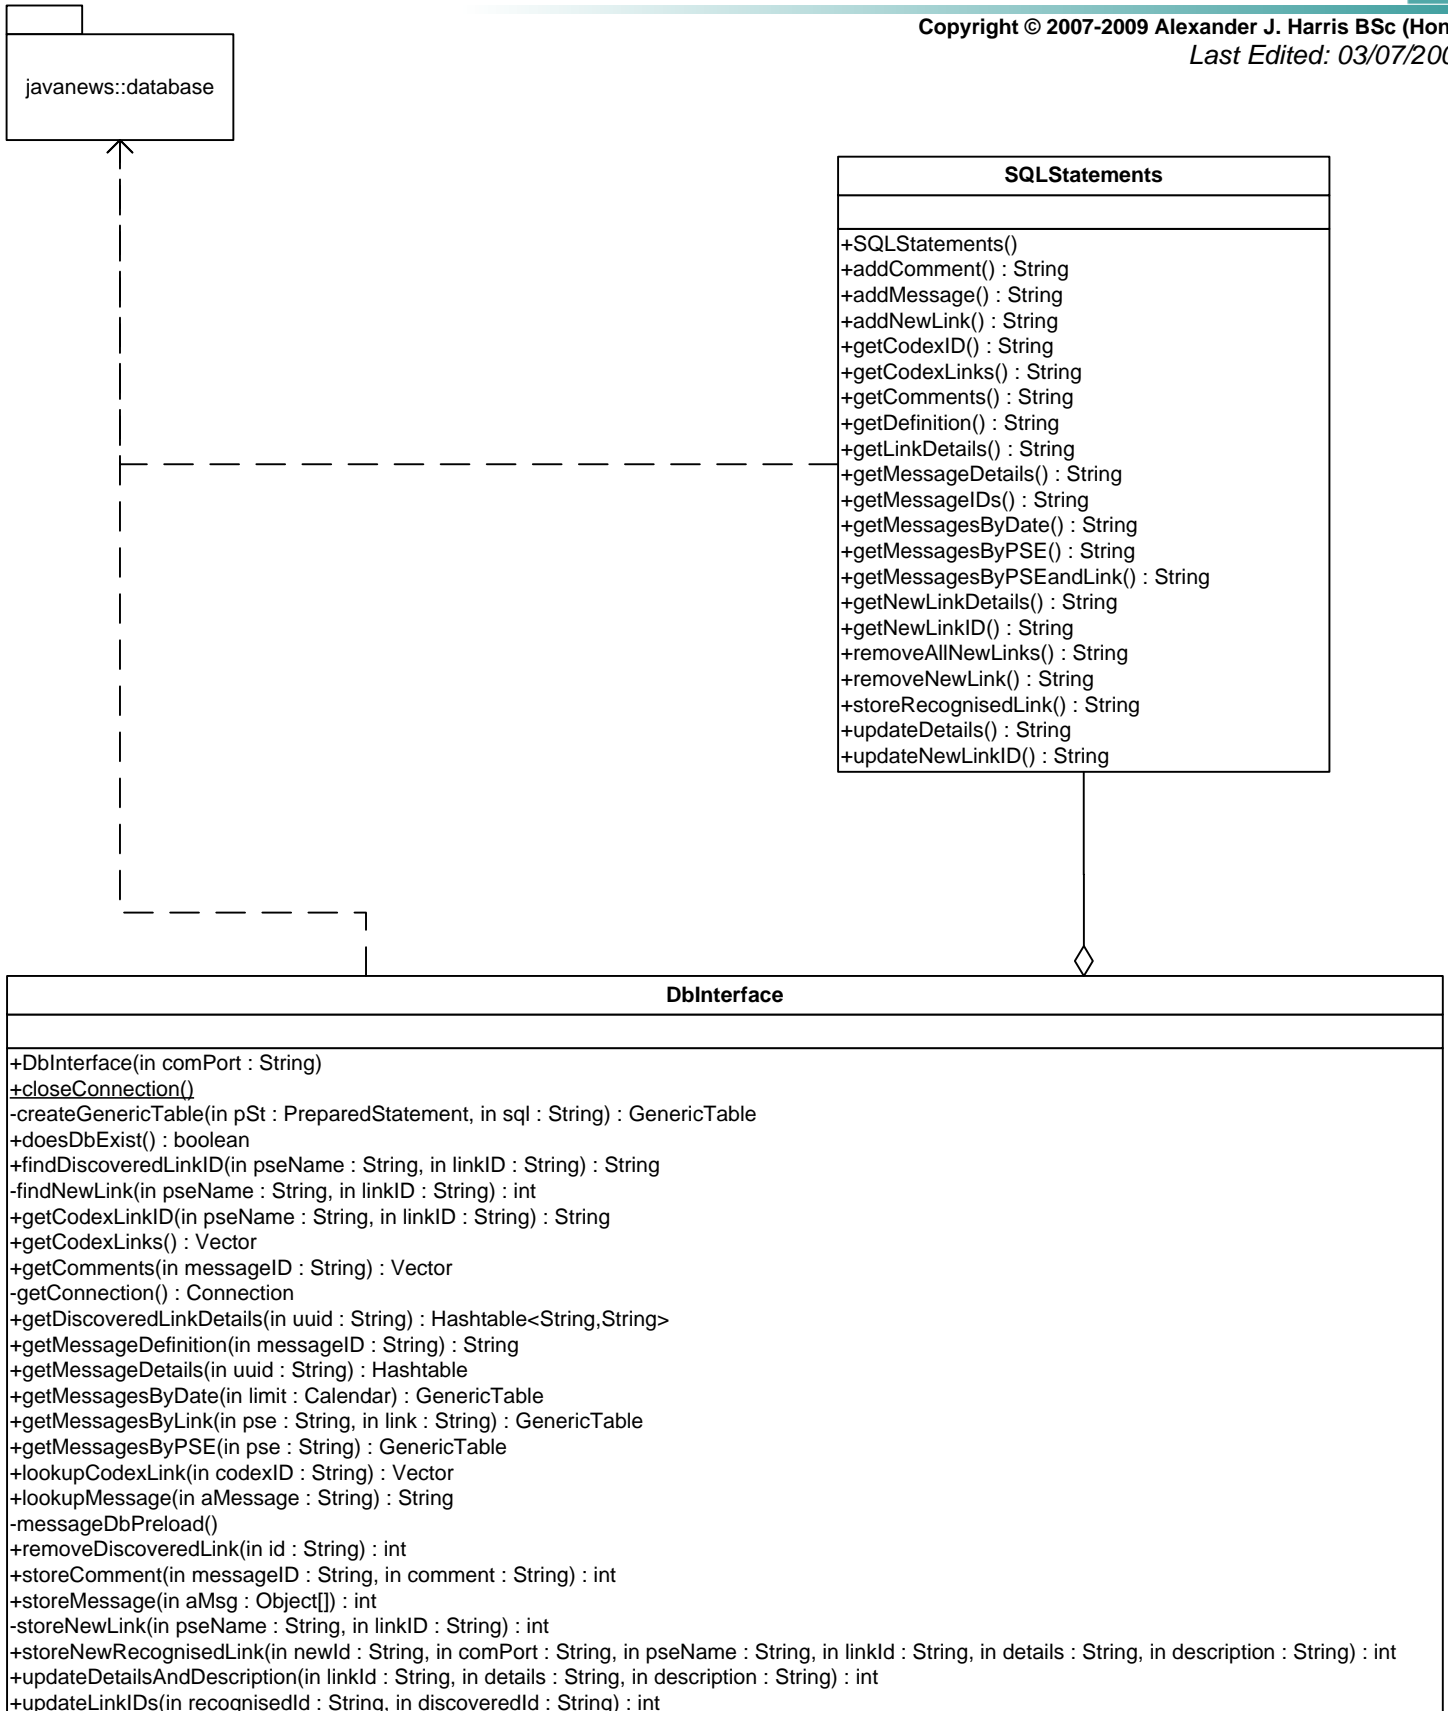 Copyright © 2007-2009 Alexander J. Harris BSc (Hon
Last Edited: 03/07/200
javanews::database
SQLStatements
+SQLStatements()
+addComment() : String
+addMessage() : String
+addNewLink() : String
+getCodexID() : String
+getCodexLinks() : String
+getComments() : String
+getDefinition() : String
+getLinkDetails() : String
+getMessageDetails() : String
+getMessageIDs() : String
+getMessagesByDate() : String
+getMessagesByPSE() : String
+getMessagesByPSEandLink() : String
+getNewLinkDetails() : String
+getNewLinkID() : String
+removeAllNewLinks() : String
+removeNewLink() : String
+storeRecognisedLink() : String
+updateDetails() : String
+updateNewLinkID() : String
DbInterface
+DbInterface(in comPort : String)
+closeConnection()
-createGenericTable(in pSt : PreparedStatement, in sql : String) : GenericTable
+doesDbExist() : boolean
+findDiscoveredLinkID(in pseName : String, in linkID : String) : String
-findNewLink(in pseName : String, in linkID : String) : int
+getCodexLinkID(in pseName : String, in linkID : String) : String
+getCodexLinks() : Vector
+getComments(in messageID : String) : Vector
-getConnection() : Connection
+getDiscoveredLinkDetails(in uuid : String) : Hashtable<String,String>
+getMessageDefinition(in messageID : String) : String
+getMessageDetails(in uuid : String) : Hashtable
+getMessagesByDate(in limit : Calendar) : GenericTable
+getMessagesByLink(in pse : String, in link : String) : GenericTable
+getMessagesByPSE(in pse : String) : GenericTable
+lookupCodexLink(in codexID : String) : Vector
+lookupMessage(in aMessage : String) : String
-messageDbPreload()
+removeDiscoveredLink(in id : String) : int
+storeComment(in messageID : String, in comment : String) : int
+storeMessage(in aMsg : Object[]) : int
-storeNewLink(in pseName : String, in linkID : String) : int
+storeNewRecognisedLink(in newId : String, in comPort : String, in pseName : String, in linkId : String, in details : String, in description : String) : int
+updateDetailsAndDescription(in linkId : String, in details : String, in description : String) : int
+updateLinkIDs(in recognisedId : String, in discoveredId : String) : int